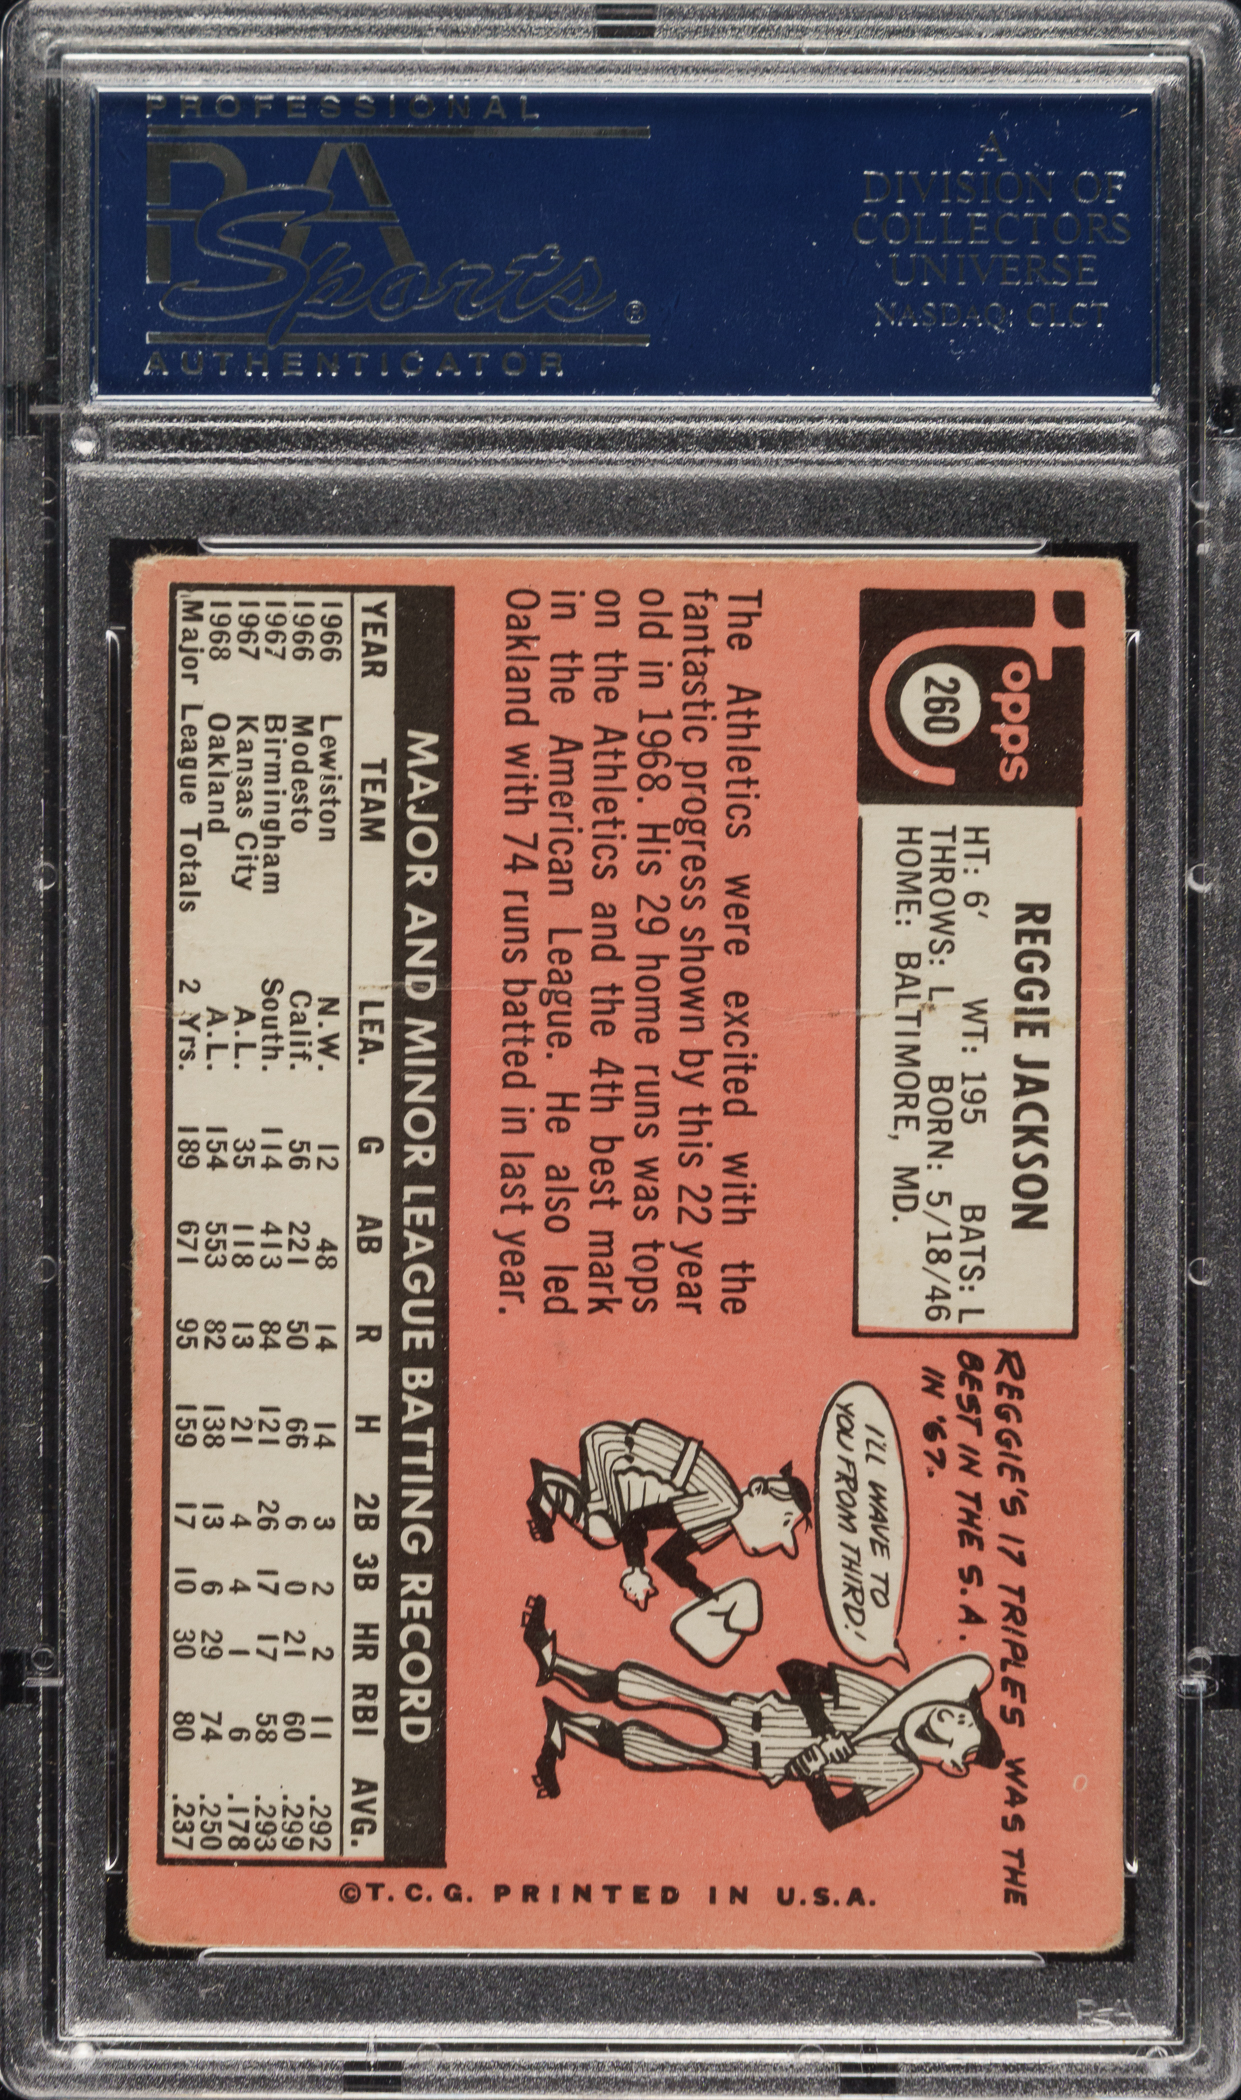 PROFESSIONAL
PSA
Sports®
AUTHENTICATOR
A
DIVISION OF
COLLECTORS
UNIVERSE
NASDAQ: CLCT
Topps
260
REGGIE JACKSON
HT: 6' WT: 195 BATS: L
THROWS: L BORN: 5/18/46
HOME: BALTIMORE, MD.
REGGIE'S 17 TRIPLES WAS THE
BEST IN THE S.A.
IN '67.
I'LL HAVE TO
YOU FROM THIRD!
The Athletics were excited with the
fantastic progress shown by this 22 year
old in 1968. His 29 home runs was tops
on the Athletics and the 4th best mark
in the American League. He also led
Oakland with 74 runs batted in last year.
MAJOR AND MINOR LEAGUE BATTING RECORD
YEAR TEAM LEA. G AB R H 2B 3B HR RBI AVG.
1966 Lewiston N.W. 12 48 14 14 3 2 2 11 .292
1966 Modesto Calif. 56 221 50 66 6 0 21 60 .299
1967 Birmingham South. 114 413 84 121 26 17 17 58 .293
1967 Kansas City A.L. 35 118 13 21 4 4 1 6 .178
1968 Oakland A.L. 154 553 82 138 13 6 29 74 .250
Major League Totals 2 Yrs. 189 671 95 159 17 10 30 80 .237
©T.C.G. PRINTED IN U.S.A.
PSA